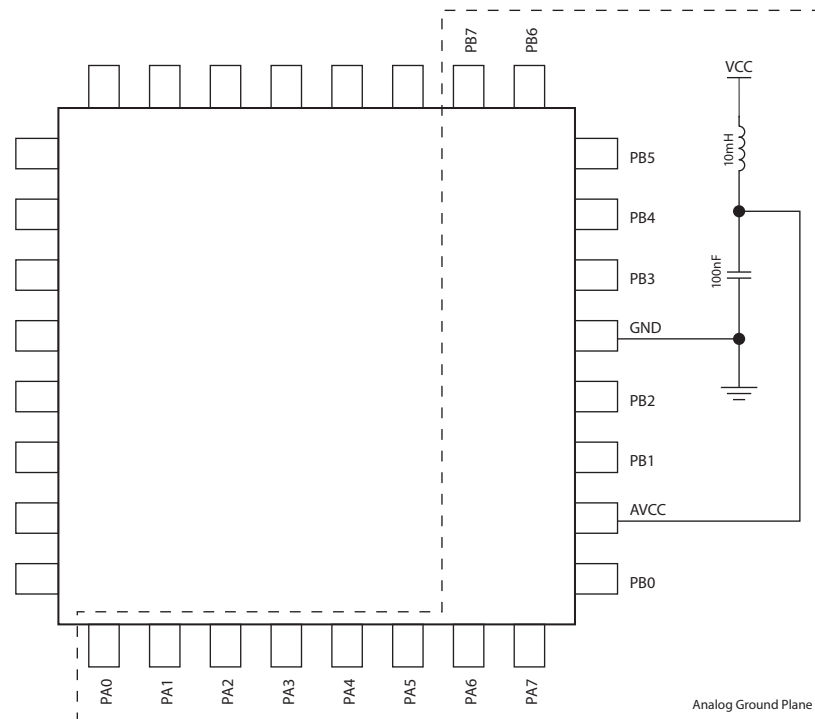 PB7
PB6
VCC
10mH
PB5
PB4
PB3
100nF
GND
PB2
PB1
AVCC
PB0
PA0
PA1
PA2
PA3
PA4
PA5
PA6
PA7
Analog Ground Plane